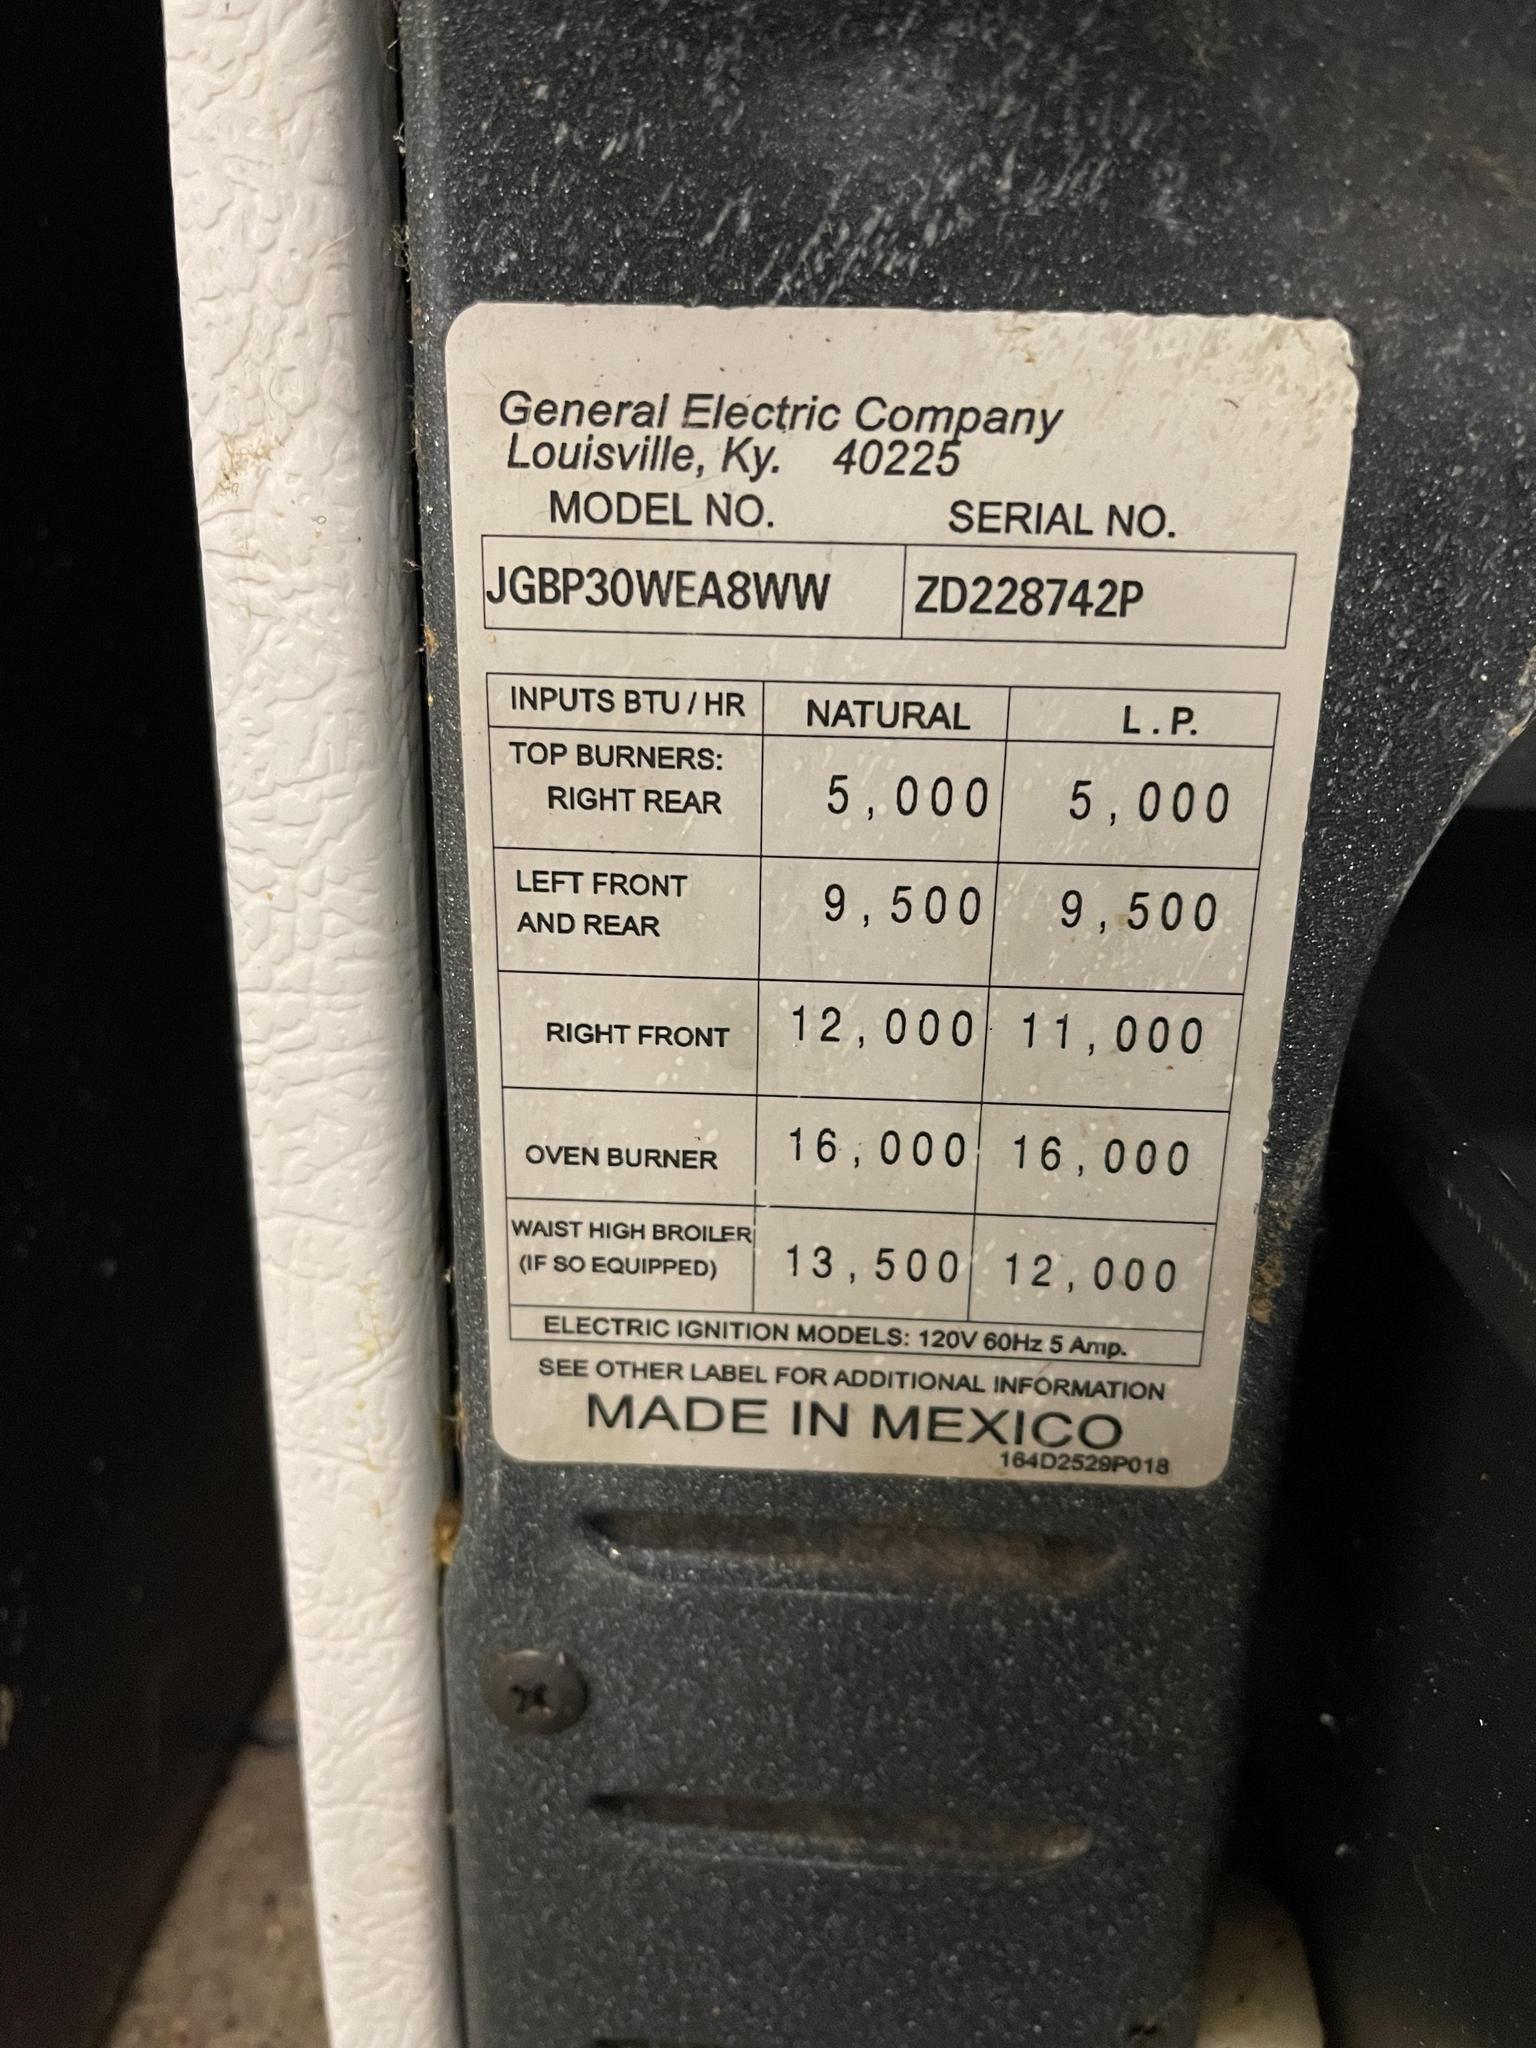 General Electric Company
Louisville, Ky. 40225
MODEL NO. SERIAL NO.
JGBP30WEA8WW ZD228742P
INPUTS BTU / HR NATURAL L . P.
TOP BURNERS:
RIGHT REAR 5,000 5,000
LEFT FRONT
AND REAR 9,500 9,500
RIGHT FRONT 12,000 11,000
OVEN BURNER 16,000 16,000
WAIST HIGH BROILER
(IF SO EQUIPPED) 13,500 12,000
ELECTRIC IGNITION MODELS: 120V 60Hz 5 Amp.
SEE OTHER LABEL FOR ADDITIONAL INFORMATION
MADE IN MEXICO
164D2529P018